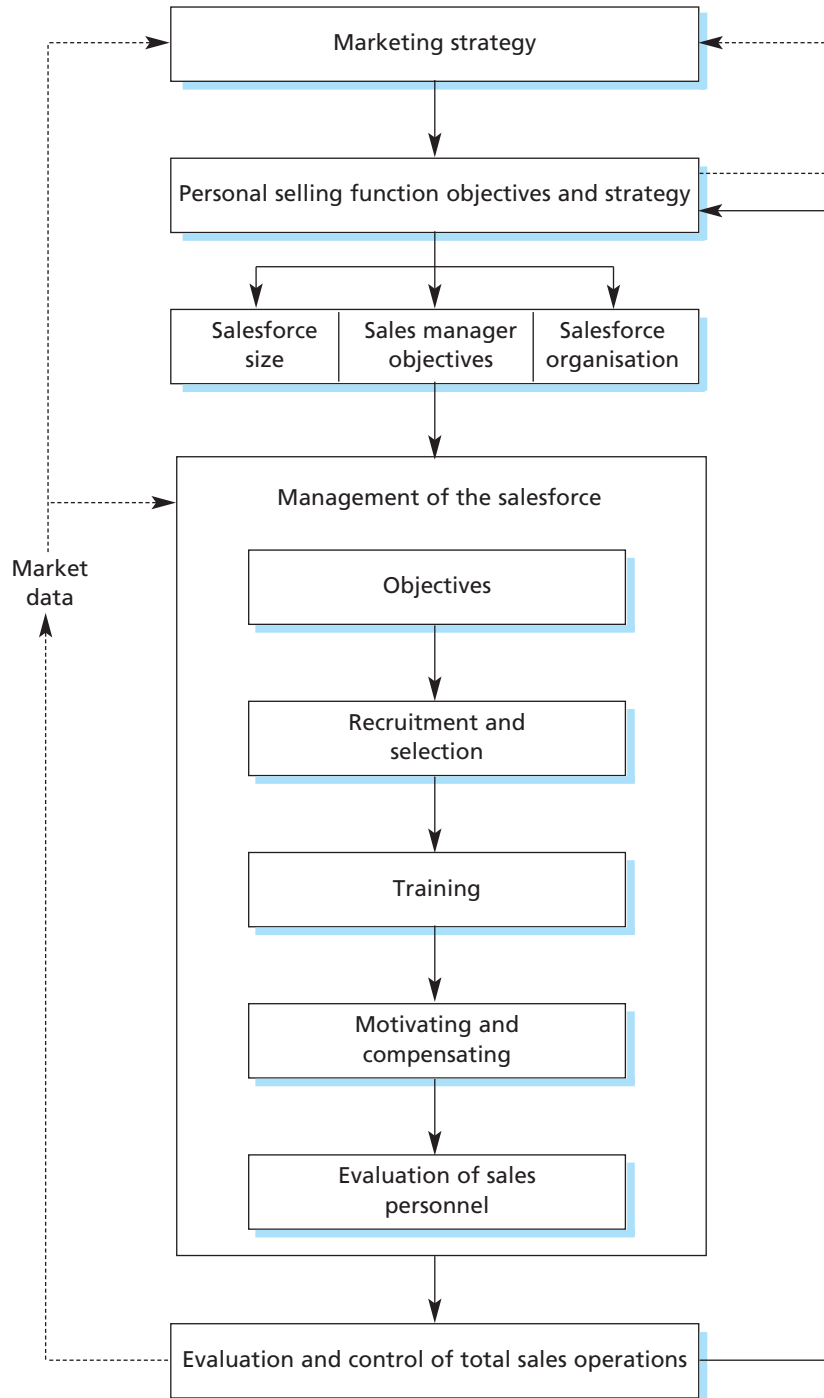 Marketing strategy
Personal selling function objectives and strategy
Salesforce
size
Sales manager
objectives
Salesforce
organisation
Management of the salesforce
Objectives
Market
data
Recruitment and
selection
Training
Motivating and
compensating
Evaluation of sales
personnel
Evaluation and control of total sales operations